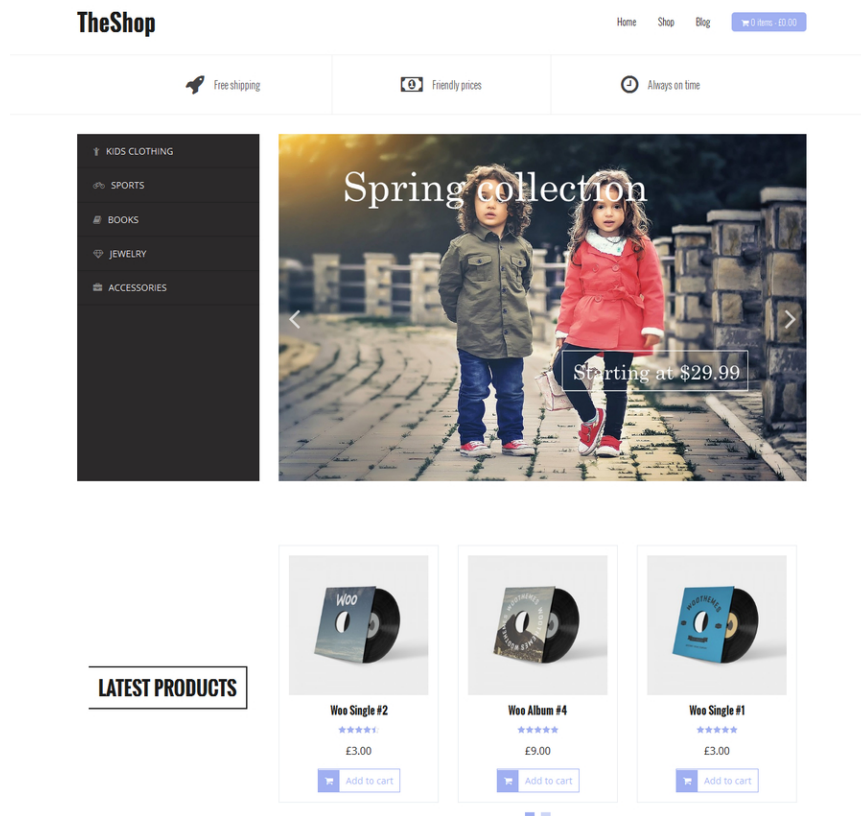 TheShop
Home Shop Blog 0 items - £0.00
Free shipping Friendly prices Always on time
KIDS CLOTHING
SPORTS
BOOKS
JEWELRY
ACCESSORIES
Spring collection
Starting at $29.99
LATEST PRODUCTS
WOO
WOOTHEMES
Woo Single #2 Woo Album #4 Woo Single #1
£3.00 £9.00 £3.00
Add to cart Add to cart Add to cart